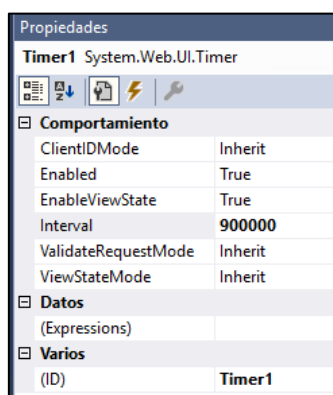 Propiedades
Timer1 System.Web.UI.Timer
Comportamiento
ClientIDMode Inherit
Enabled True
EnableViewState True
Interval 900000
ValidateRequestMode Inherit
ViewStateMode Inherit
Datos
(Expressions)
Varios
(ID) Timer1